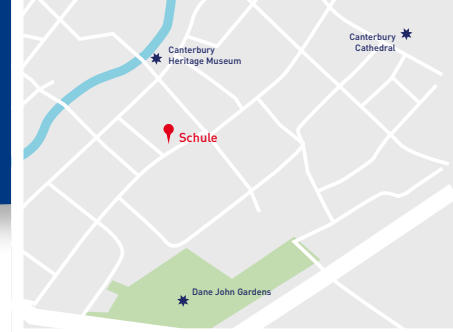 Canterbury
Cathedral
Canterbury
Heritage Museum
Schule
Dane John Gardens